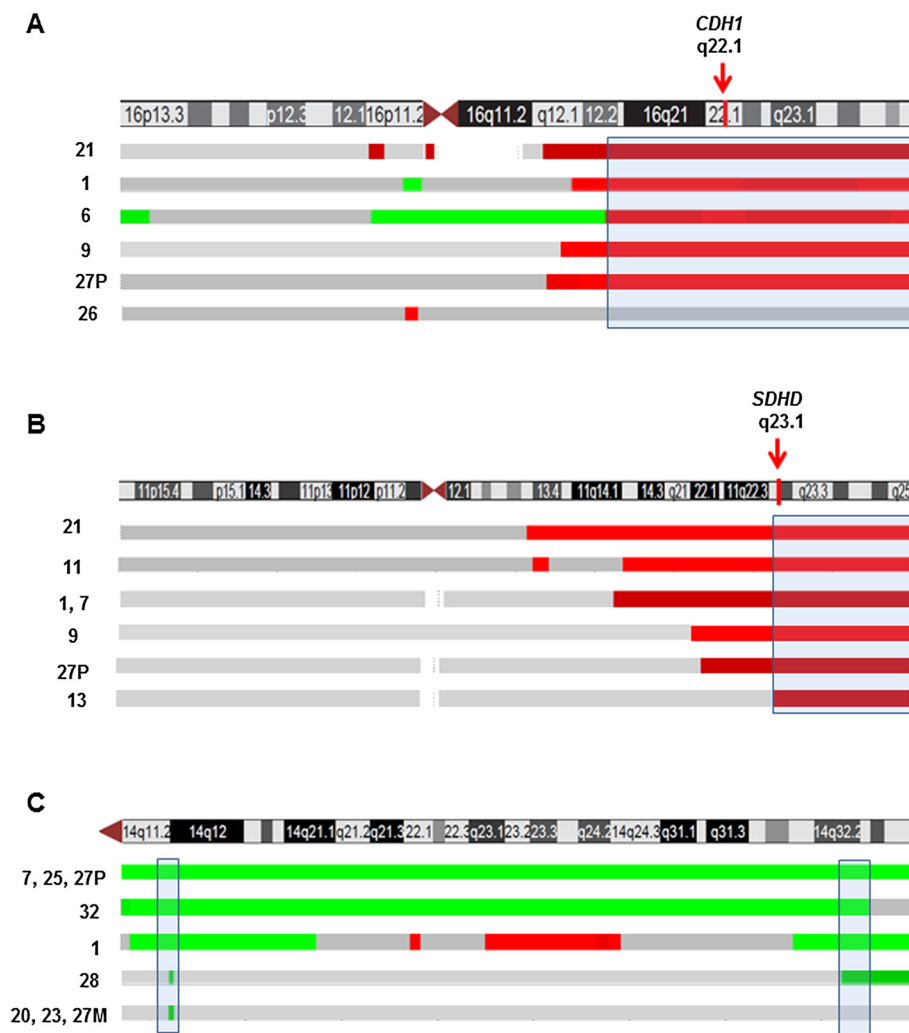 A
CDH1
q22.1
16p13.3 p12.3 12.1 16p11.2 16q11.2 q12.1 12.2 16q21 22.1 q23.1
21
1
6
9
27P
26
B
SDHD
q23.1
11p15.4 p15.1 14.3 11p13 11p12 p11.2 12.1 13.4 11q14.1 14.3 q21 22.1 11q22.3 q23.3 q25
21
11
1, 7
9
27P
13
C
14q11.2 14q12 14q21.1 q21.2 q21.3 22.1 22.3 q23.1 23.2 23.3 q24.2 14q24.3 q31.1 q31.3 14q32.2
7, 25, 27P
32
1
28
20, 23, 27M